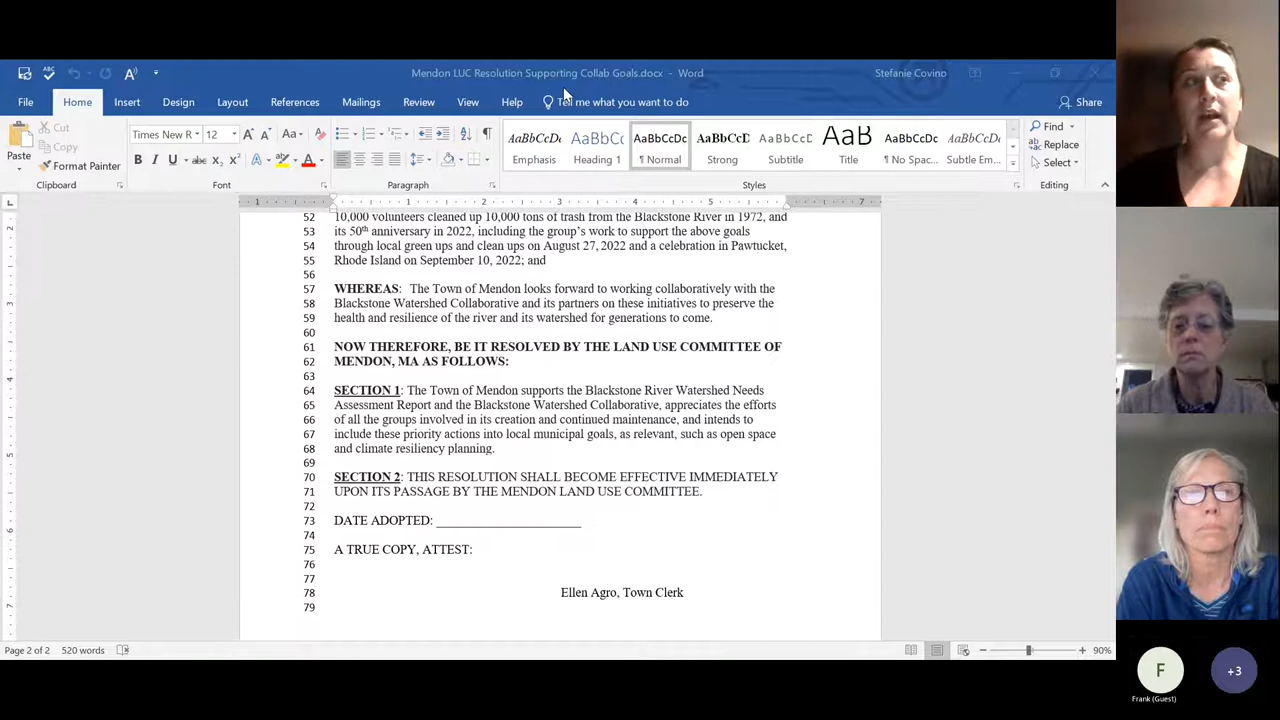 Mendon LUC Resolution Supporting Collab Goals.docx - Word
Stefanie Covino
File Home Insert Design Layout References Mailings Review View Help Tell me what you want to do Share
Paste
Cut
Copy
Format Painter
Clipboard
Times New R 12
Font
Paragraph
AaBbCcDc AaBbCc AaBbCcDc AaBbCcD AaBbCcD AaB AaBbCcDc AaBbCcDc
Emphasis Heading 1 ¶ Normal Strong Subtitle Title ¶ No Spac... Subtle Em...
Styles
Find
Replace
Select
Editing
1 1 2 3 4 5 6 7
52 10,000 volunteers cleaned up 10,000 tons of trash from the Blackstone River in 1972, and
53 its 50th anniversary in 2022, including the group's work to support the above goals
54 through local green ups and clean ups on August 27, 2022 and a celebration in Pawtucket,
55 Rhode Island on September 10, 2022; and
56
57 WHEREAS: The Town of Mendon looks forward to working collaboratively with the
58 Blackstone Watershed Collaborative and its partners on these initiatives to preserve the
59 health and resilience of the river and its watershed for generations to come.
60
61 NOW THEREFORE, BE IT RESOLVED BY THE LAND USE COMMITTEE OF
62 MENDON, MA AS FOLLOWS:
63
64 SECTION 1: The Town of Mendon supports the Blackstone River Watershed Needs
65 Assessment Report and the Blackstone Watershed Collaborative, appreciates the efforts
66 of all the groups involved in its creation and continued maintenance, and intends to
67 include these priority actions into local municipal goals, as relevant, such as open space
68 and climate resiliency planning.
69
70 SECTION 2: THIS RESOLUTION SHALL BECOME EFFECTIVE IMMEDIATELY
71 UPON ITS PASSAGE BY THE MENDON LAND USE COMMITTEE.
72
73 DATE ADOPTED: _______________________
74
75 A TRUE COPY, ATTEST:
76
77
78 Ellen Agro, Town Clerk
79
Page 2 of 2 520 words
90%
F
+3
Frank (Guest)